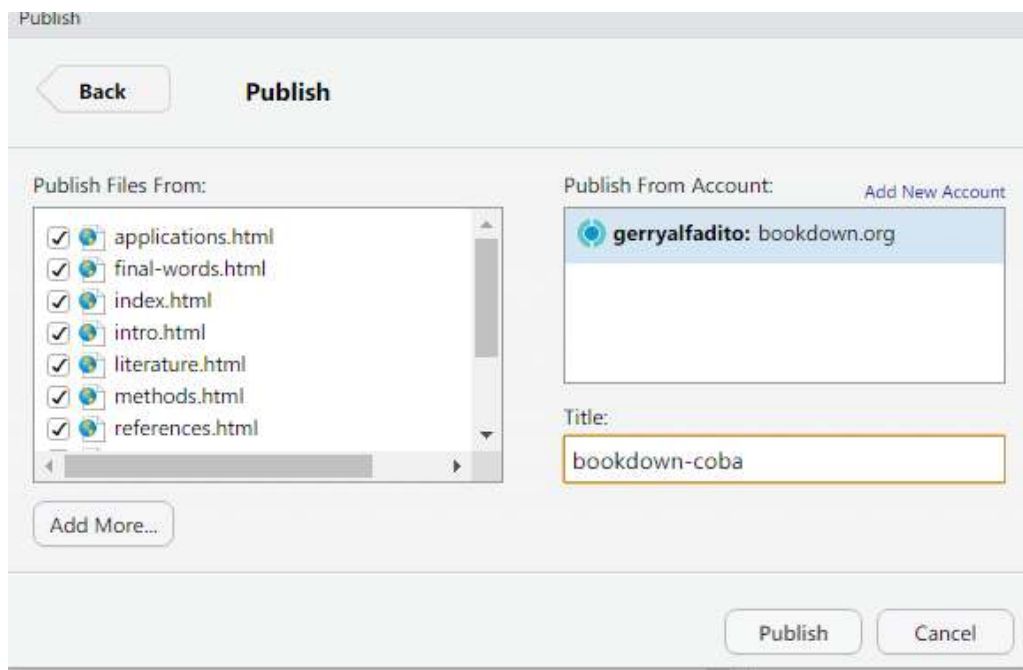 Publish
Back
Publish
Publish Files From:
applications.html
final-words.html
index.html
intro.html
literature.html
methods.html
references.html
Add More...
Publish From Account:
Add New Account
gerryalfadito: bookdown.org
Title:
bookdown-coba
Publish
Cancel